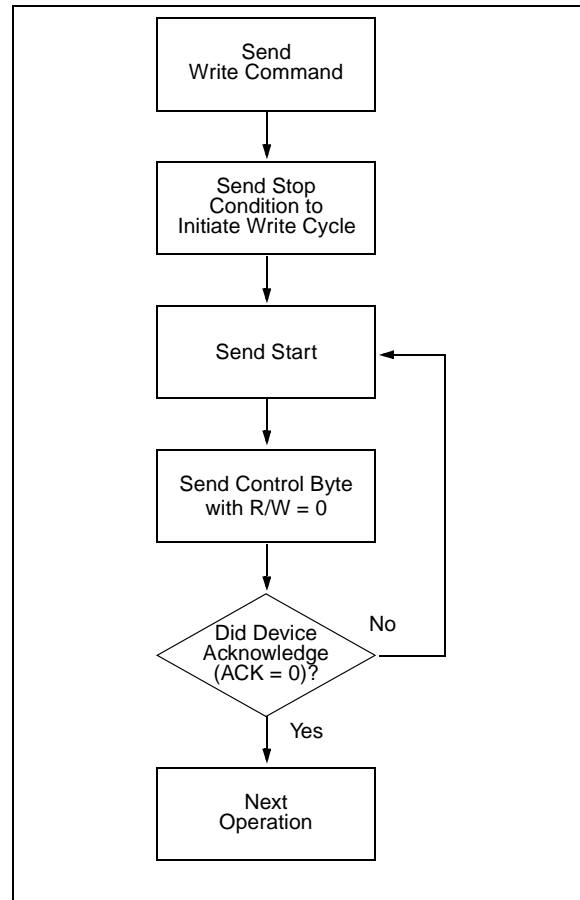 Send
Write Command
Send Stop
Condition to
Initiate Write Cycle
Send Start
Send Control Byte
with R/W = 0
Did Device
Acknowledge
(ACK = 0)?
No
Yes
Next
Operation